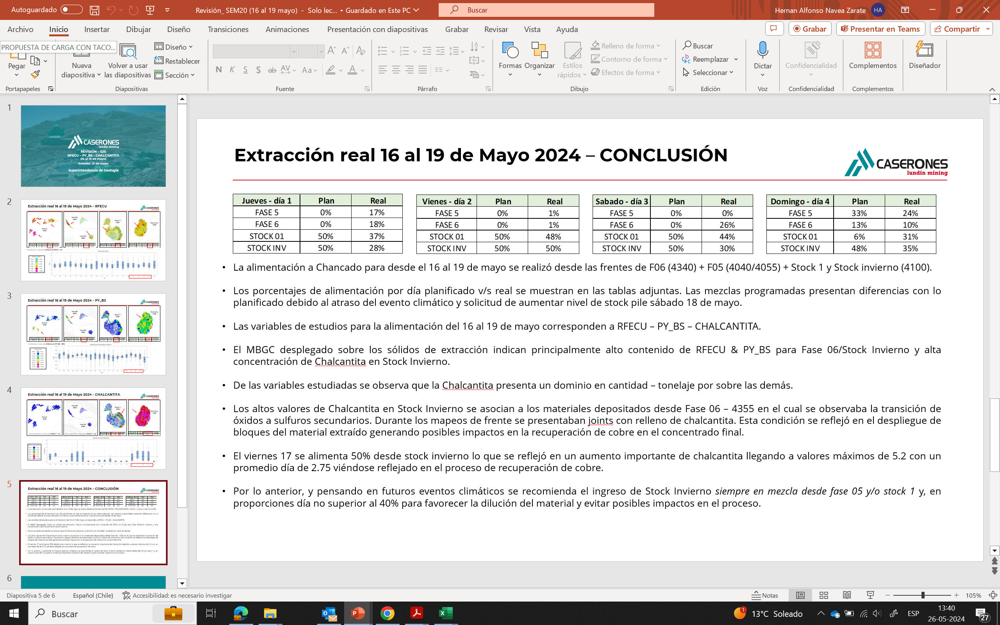 Autoguardado
Revisión_ SEM20 (16 al 19 mayo) - Solo lec... • Guardado en Este PC
Buscar
Hernan Alfonso Navea Zarate
HA
Archivo
Inicio
Insertar
Dibujar
Diseño
Transiciones
Animaciones
Presentación con diapositivas
Grabar
Revisar
Vista
Ayuda
Grabar
Presentar en Teams
Compartir
PROPUESTA DE CARGA CON TACO...
Pegar
Portapapeles
Nueva diapositiva
Volver a usar las diapositivas
Diseño
Restablecer
Sección
Diapositivas
N K S S ab AV Aa A
Fuente
Párrafo
Formas
Organizar
Estilos rápidos
Relleno de forma
Contorno de forma
Efectos de forma
Dibujo
Buscar
Reemplazar
Seleccionar
Edición
Dictar
Voz
Confidencialidad
Confidencialidad
Complementos
Complementos
Diseñador
1
CASERONES
lundin mining
REVISIÓN – S20
RFECU – PY_BS - CHALCANTITA
(16 al 19 de mayo)
Emisión: 21 de mayo
Superintendencia de Geología
2
Extracción real 16 al 19 de Mayo 2024 – RFECU
3
Extracción real 16 al 19 de Mayo 2024 – PY_BS
4
Extracción real 16 al 19 de Mayo 2024 – CHALCANTITA
5
Extracción real 16 al 19 de Mayo 2024 – CONCLUSIÓN
6
Extracción real 16 al 19 de Mayo 2024 – CONCLUSIÓN
CASERONES
lundin mining
Jueves - día 1 Plan Real
FASE 5 0% 17%
FASE 6 0% 18%
STOCK 01 50% 37%
STOCK INV 50% 28%
Vienes - día 2 Plan Real
FASE 5 0% 1%
FASE 6 0% 1%
STOCK 01 50% 48%
STOCK INV 50% 50%
Sabado - día 3 Plan Real
FASE 5 0% 0%
FASE 6 0% 26%
STOCK 01 50% 44%
STOCK INV 50% 30%
Domingo - día 4 Plan Real
FASE 5 33% 24%
FASE 6 13% 10%
STOCK 01 6% 31%
STOCK INV 48% 35%
• La alimentación a Chancado para desde el 16 al 19 de mayo se realizó desde las frentes de F06 (4340) + F05 (4040/4055) + Stock 1 y Stock invierno (4100).
• Los porcentajes de alimentación por día planificado v/s real se muestran en las tablas adjuntas. Las mezclas programadas presentan diferencias con lo
planificado debido al atraso del evento climático y solicitud de aumentar nivel de stock pile sábado 18 de mayo.
• Las variables de estudios para la alimentación del 16 al 19 de mayo corresponden a RFECU – PY_BS – CHALCANTITA.
• El MBGC desplegado sobre los sólidos de extracción indican principalmente alto contenido de RFECU & PY_BS para Fase 06/Stock Invierno y alta
concentración de Chalcantita en Stock Invierno.
• De las variables estudiadas se observa que la Chalcantita presenta un dominio en cantidad – tonelaje por sobre las demás.
• Los altos valores de Chalcantita en Stock Invierno se asocian a los materiales depositados desde Fase 06 – 4355 en el cual se observaba la transición de
óxidos a sulfuros secundarios. Durante los mapeos de frente se presentaban joints con relleno de chalcantita. Esta condición se reflejó en el despliegue de
bloques del material extraído generando posibles impactos en la recuperación de cobre en el concentrado final.
• El viernes 17 se alimenta 50% desde stock invierno lo que se reflejó en un aumento importante de chalcantita llegando a valores máximos de 5.2 con un
promedio día de 2.75 viéndose reflejado en el proceso de recuperación de cobre.
• Por lo anterior, y pensando en futuros eventos climáticos se recomienda el ingreso de Stock Invierno siempre en mezcla desde fase 05 y/o stock 1 y, en
proporciones día no superior al 40% para favorecer la dilución del material y evitar posibles impactos en el proceso.
Diapositiva 5 de 6
Español (Chile)
Accesibilidad: es necesario investigar
Notas
105%
Buscar
13°C Soleado
ESP
13:40
26-05-2024
27